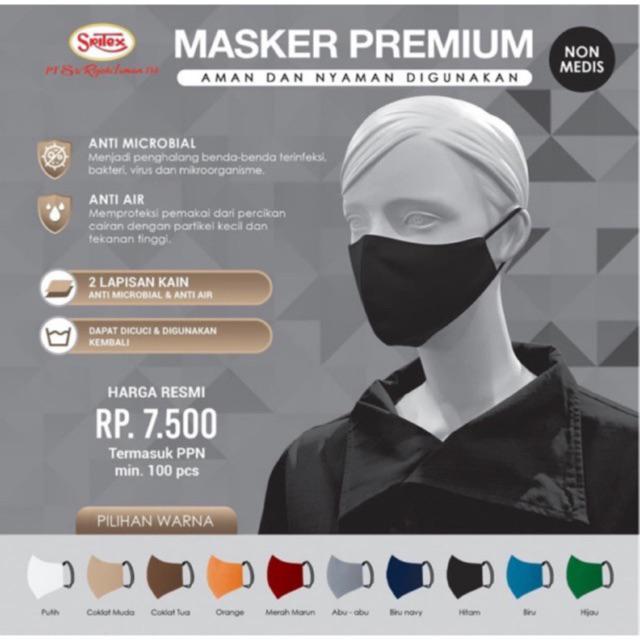 SRITEX
PT Sri Rejeki Isman Tbk
MASKER PREMIUM
AMAN DAN NYAMAN DIGUNAKAN
NON
MEDIS
ANTI MICROBIAL
Menjadi penghalang benda-benda terinfeksi,
bakteri, virus dan mikroorganisme.
ANTI AIR
Memproteksi pemakai dari percikan
cairan dengan partikel kecil dan
tekanan tinggi.
2 LAPISAN KAIN
ANTI MICROBIAL & ANTI AIR
DAPAT DICUCI & DIGUNAKAN
KEMBALI
HARGA RESMI
RP. 7.500
Termasuk PPN
min. 100 pcs
PILIHAN WARNA
Putih Coklat Muda Coklat Tua Orange Merah Marun Abu - abu Biru navy Hitam Biru Hijau